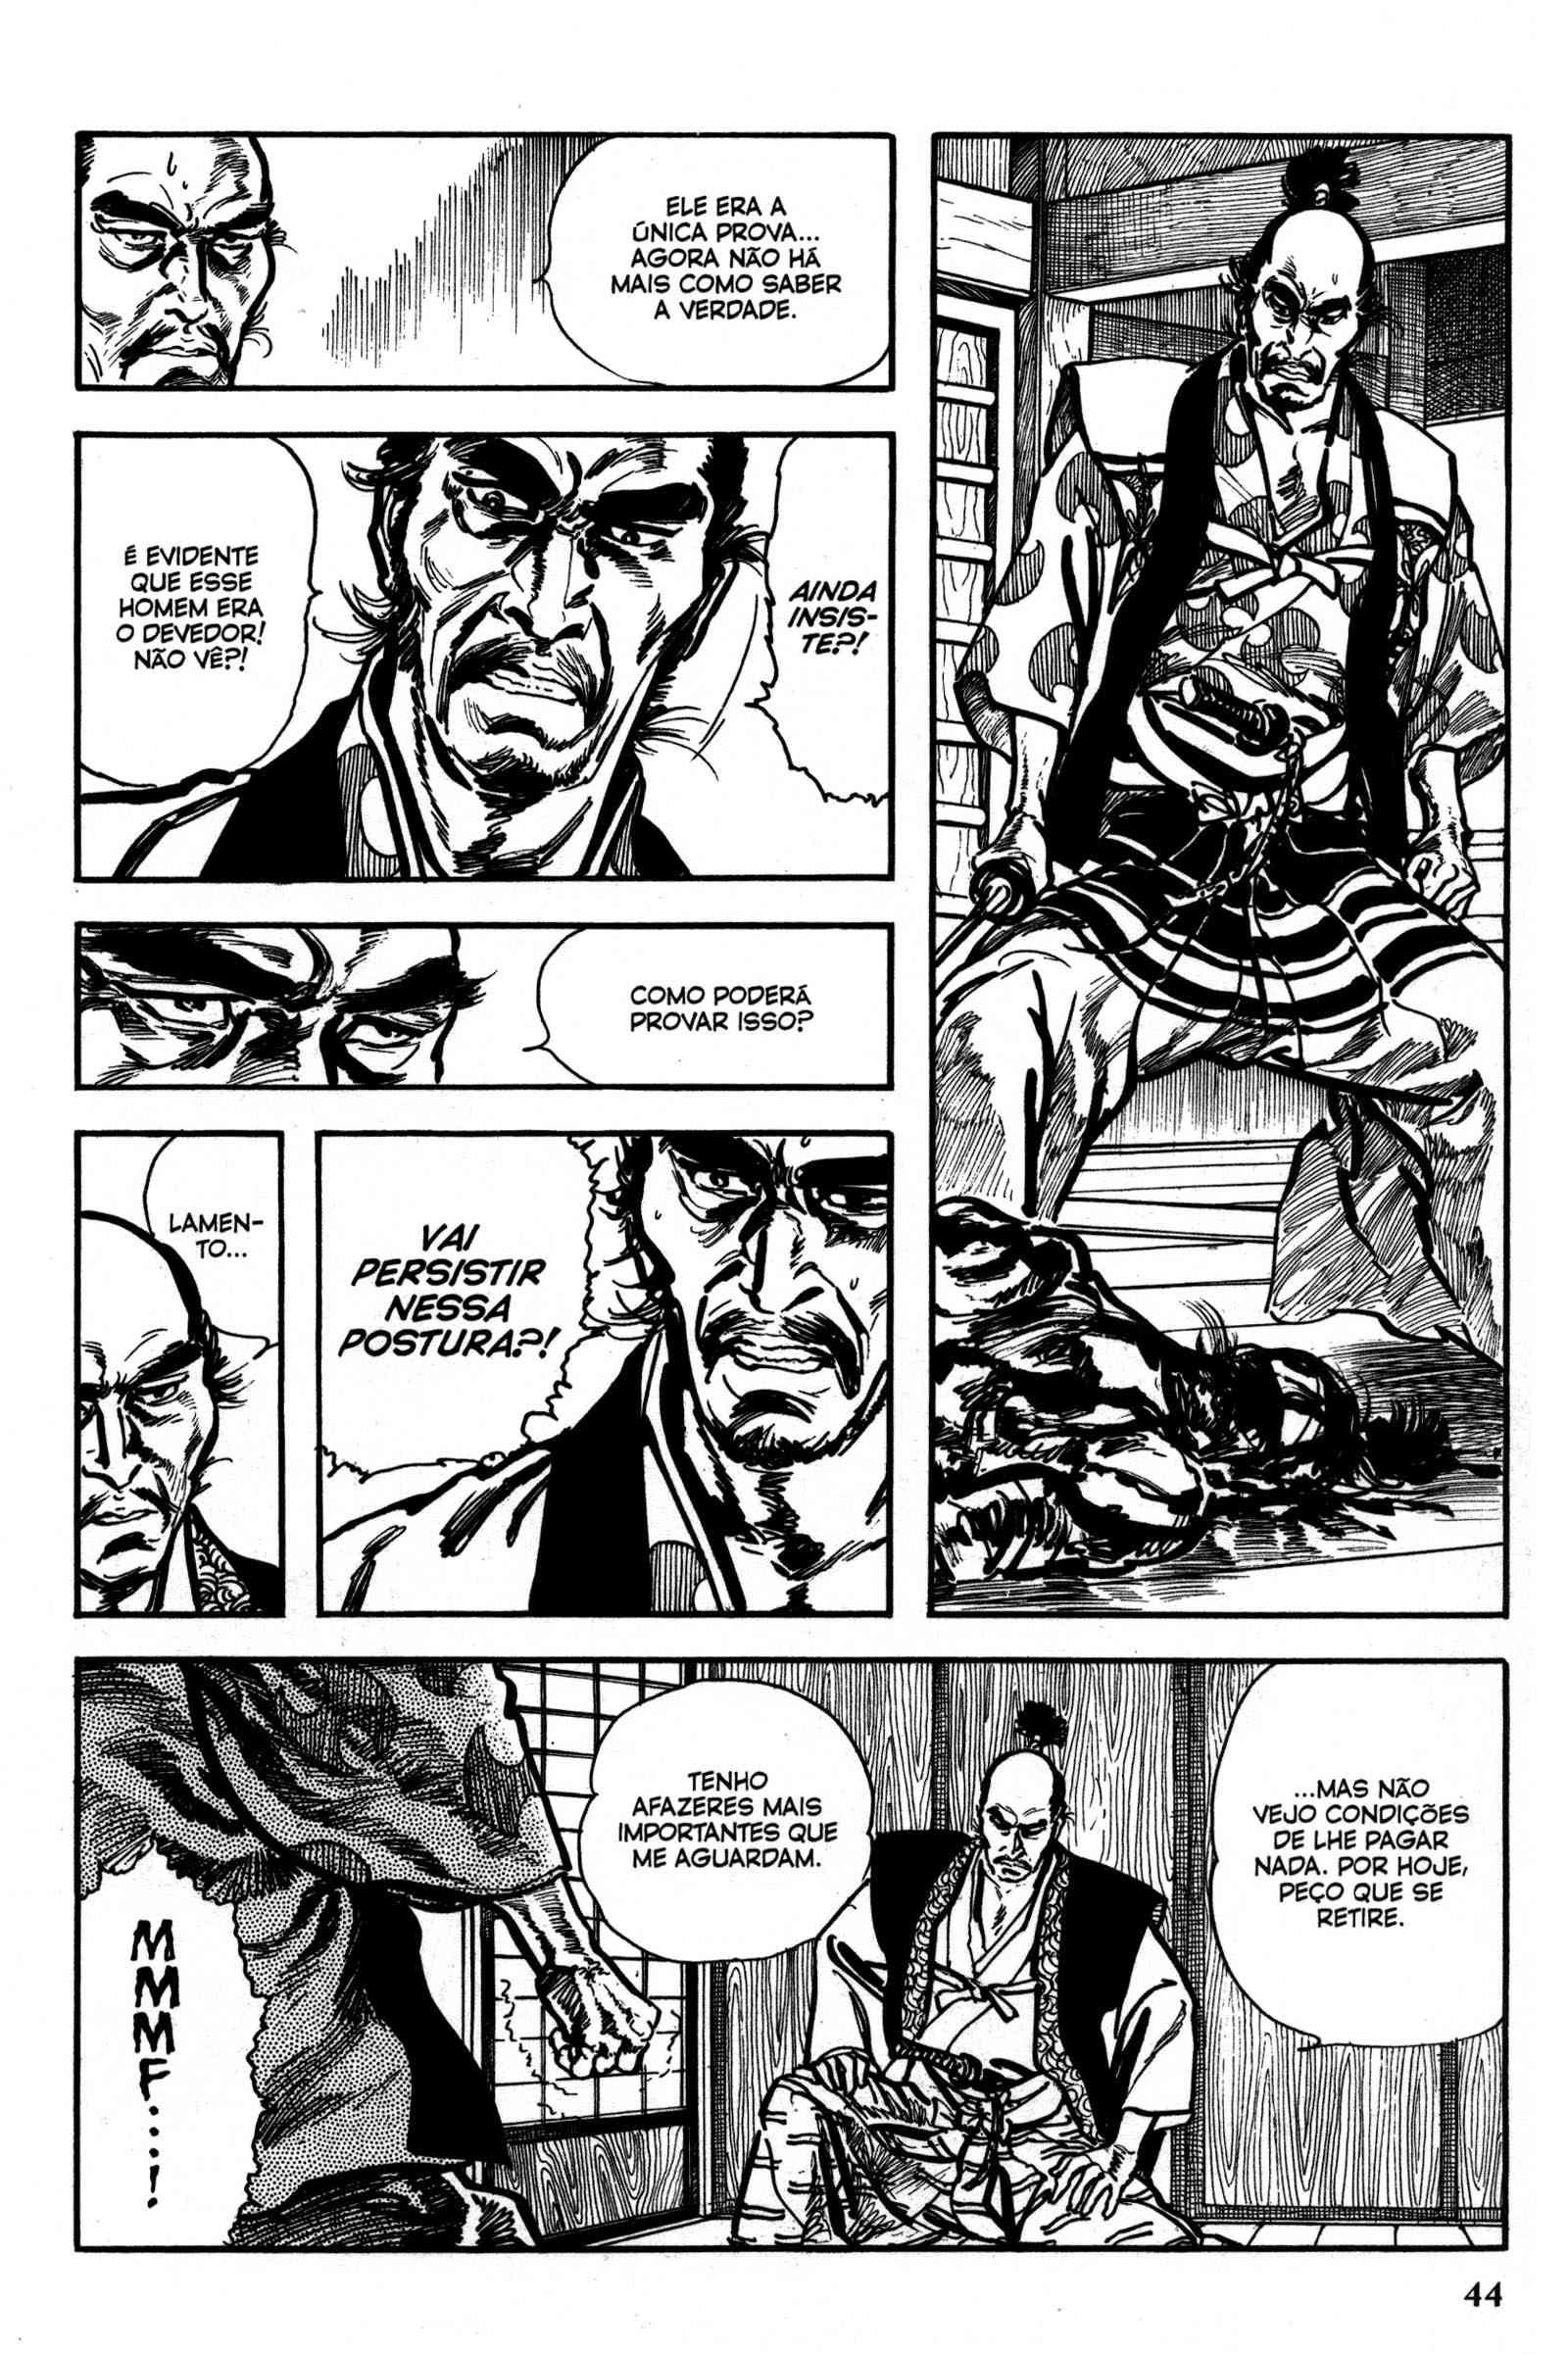 ELE ERA A
ÚNICA PROVA...
AGORA NÃO HÁ
MAIS COMO SABER
A VERDADE.
AINDA
INSIS-
TE?!
É EVIDENTE
QUE ESSE
HOMEM ERA
O DEVEDOR!
NÃO VÊ?!
COMO PODERÁ
PROVAR ISSO?
VAI
PERSISTIR
NESSA
POSTURA?!
LAMEN-
TO...
...MAS NÃO
VEJO CONDIÇÕES
DE LHE PAGAR
NADA. POR HOJE,
PEÇO QUE SE
RETIRE.
TENHO
AFAZERES MAIS
IMPORTANTES QUE
ME AGUARDAM.
MMMF...!
44